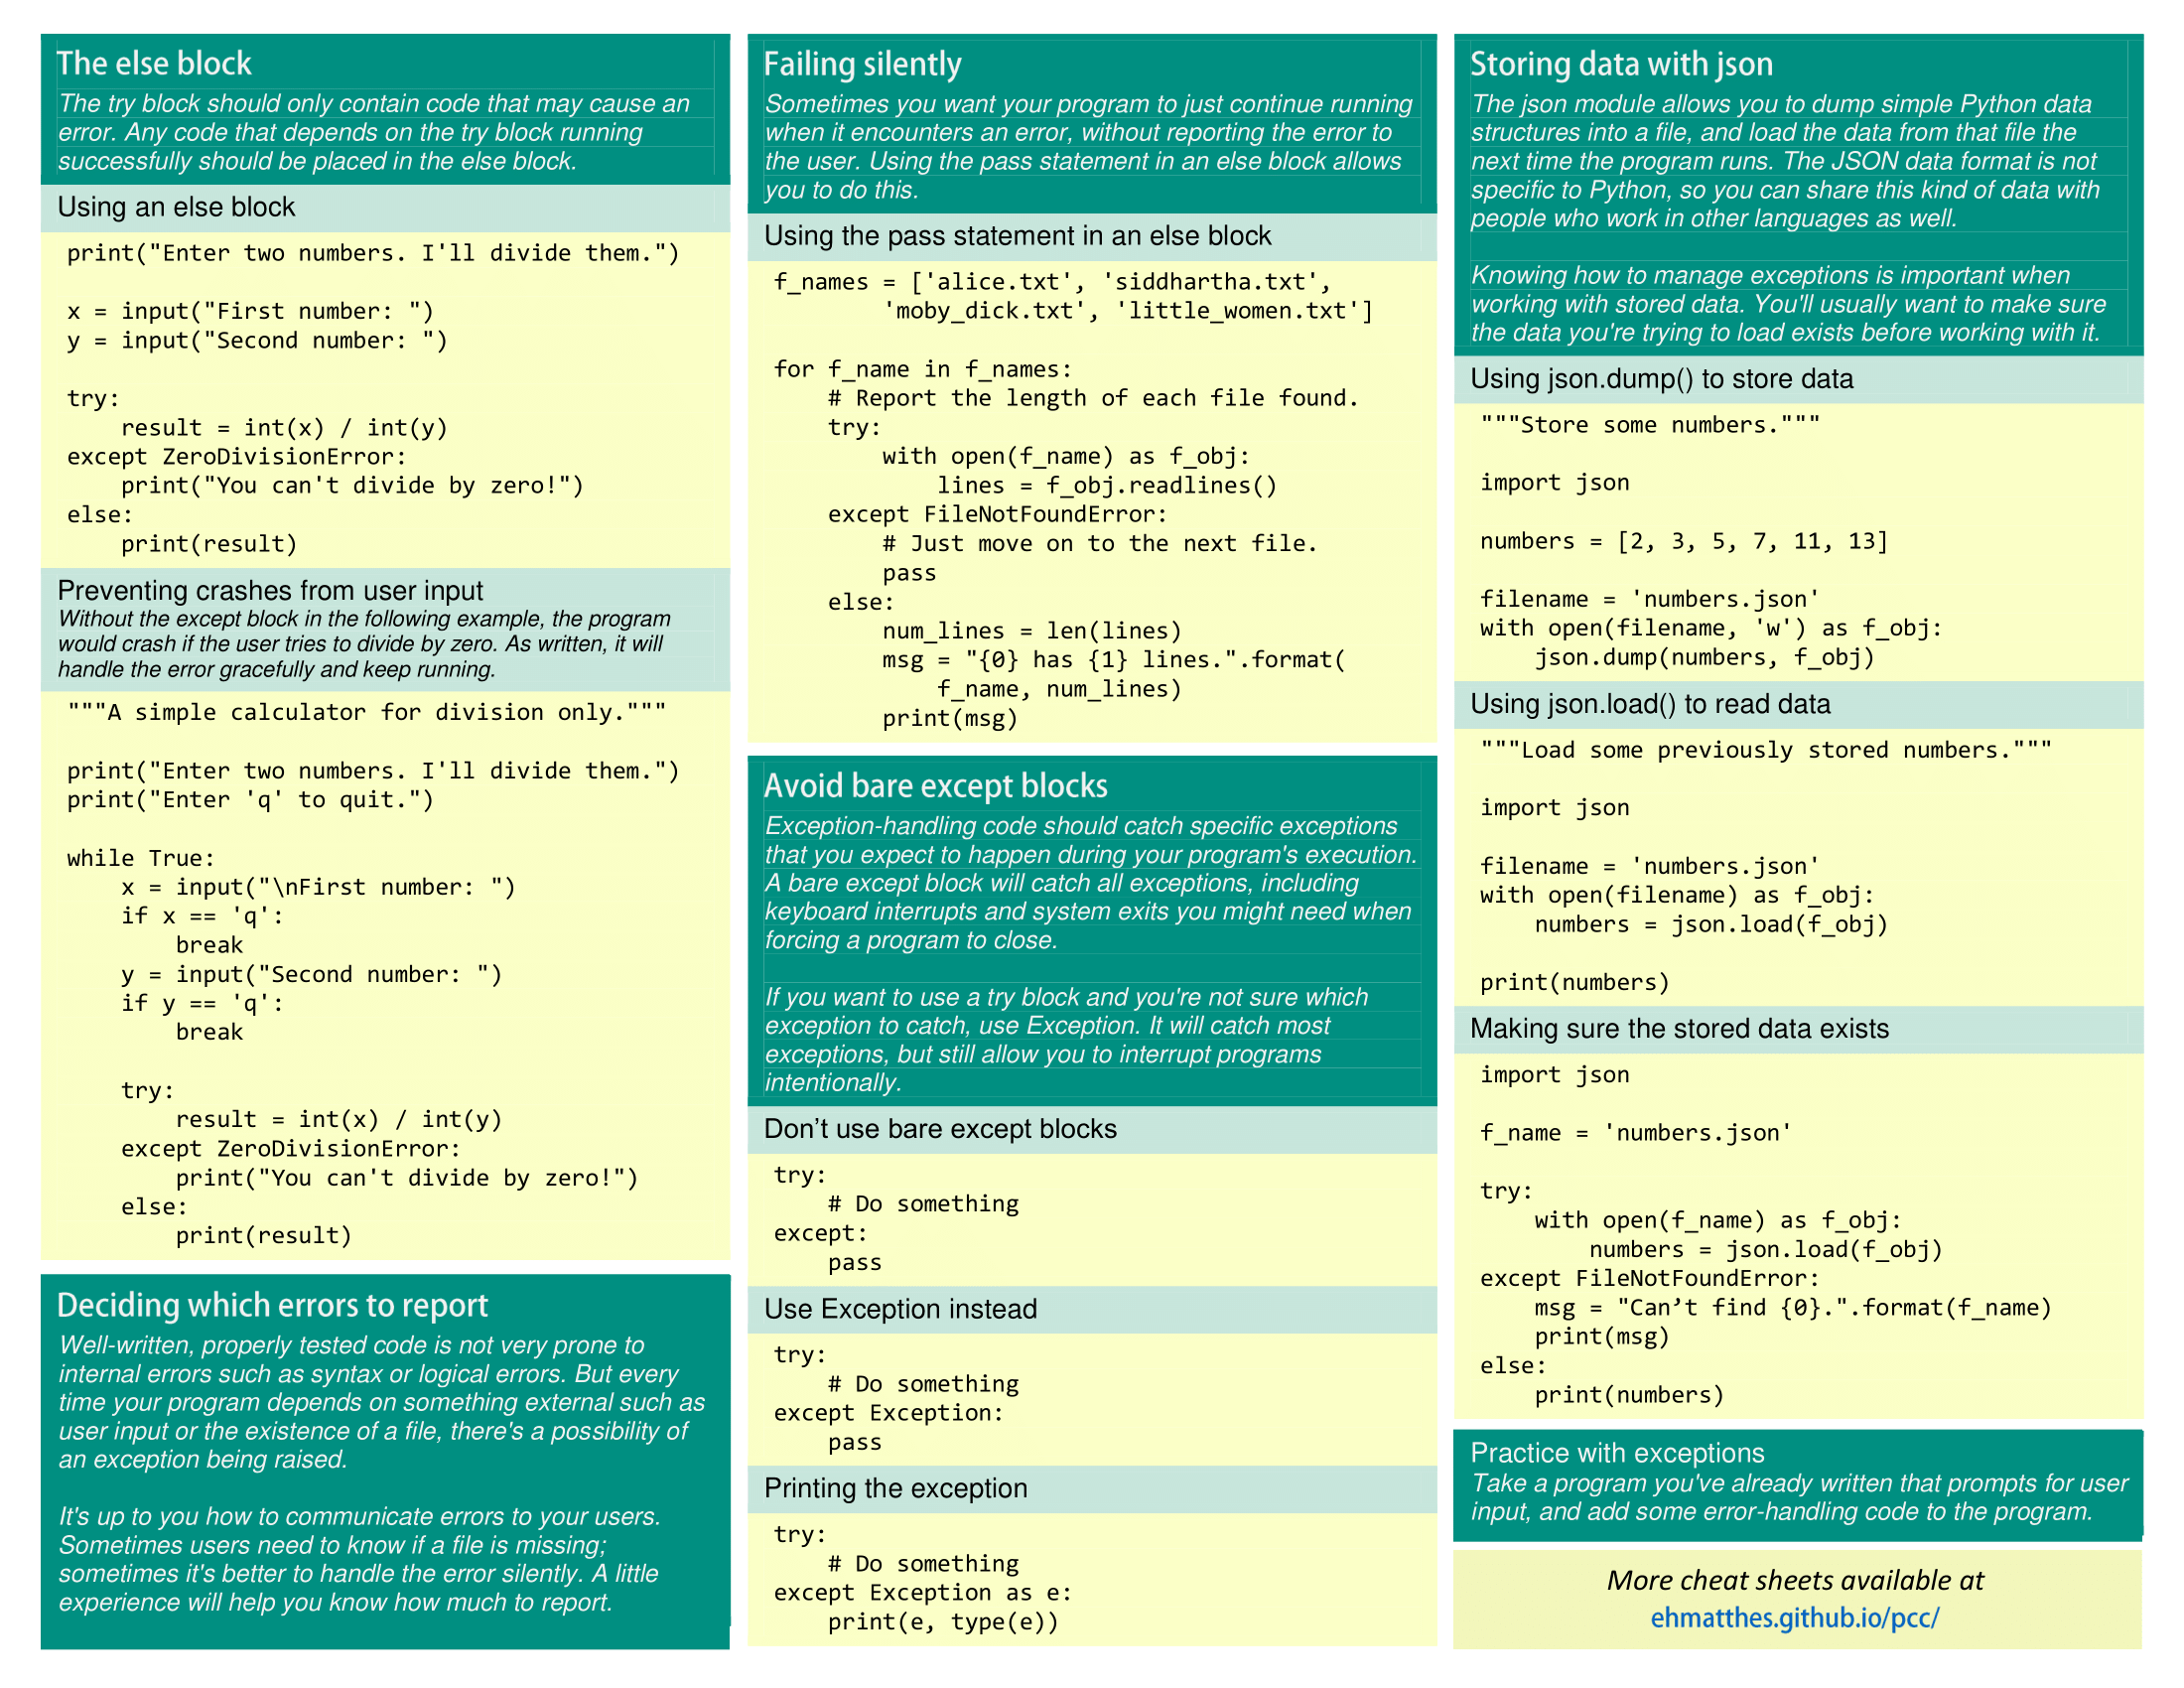 The else block
The try block should only contain code that may cause an
error. Any code that depends on the try block running
successfully should be placed in the else block.
Using an else block
print("Enter two numbers. I'll divide them.")
x = input("First number: ")
y = input("Second number: ")
try:
    result = int(x) / int(y)
except ZeroDivisionError:
    print("You can't divide by zero!")
else:
    print(result)
Preventing crashes from user input
Without the except block in the following example, the program
would crash if the user tries to divide by zero. As written, it will
handle the error gracefully and keep running.
"""A simple calculator for division only."""
print("Enter two numbers. I'll divide them.")
print("Enter 'q' to quit.")
while True:
    x = input("\nFirst number: ")
    if x == 'q':
        break
    y = input("Second number: ")
    if y == 'q':
        break
    try:
        result = int(x) / int(y)
    except ZeroDivisionError:
        print("You can't divide by zero!")
    else:
        print(result)
Deciding which errors to report
Well-written, properly tested code is not very prone to
internal errors such as syntax or logical errors. But every
time your program depends on something external such as
user input or the existence of a file, there's a possibility of
an exception being raised.
It's up to you how to communicate errors to your users.
Sometimes users need to know if a file is missing;
sometimes it's better to handle the error silently. A little
experience will help you know how much to report.
Failing silently
Sometimes you want your program to just continue running
when it encounters an error, without reporting the error to
the user. Using the pass statement in an else block allows
you to do this.
Using the pass statement in an else block
f_names = ['alice.txt', 'siddhartha.txt',
        'moby_dick.txt', 'little_women.txt']
for f_name in f_names:
    # Report the length of each file found.
    try:
        with open(f_name) as f_obj:
            lines = f_obj.readlines()
    except FileNotFoundError:
        # Just move on to the next file.
        pass
    else:
        num_lines = len(lines)
        msg = "{0} has {1} lines.".format(
            f_name, num_lines)
        print(msg)
Avoid bare except blocks
Exception-handling code should catch specific exceptions
that you expect to happen during your program's execution.
A bare except block will catch all exceptions, including
keyboard interrupts and system exits you might need when
forcing a program to close.
If you want to use a try block and you're not sure which
exception to catch, use Exception. It will catch most
exceptions, but still allow you to interrupt programs
intentionally.
Don’t use bare except blocks
try:
    # Do something
except:
    pass
Use Exception instead
try:
    # Do something
except Exception:
    pass
Printing the exception
try:
    # Do something
except Exception as e:
    print(e, type(e))
Storing data with json
The json module allows you to dump simple Python data
structures into a file, and load the data from that file the
next time the program runs. The JSON data format is not
specific to Python, so you can share this kind of data with
people who work in other languages as well.
Knowing how to manage exceptions is important when
working with stored data. You'll usually want to make sure
the data you're trying to load exists before working with it.
Using json.dump() to store data
"""Store some numbers."""
import json
numbers = [2, 3, 5, 7, 11, 13]
filename = 'numbers.json'
with open(filename, 'w') as f_obj:
    json.dump(numbers, f_obj)
Using json.load() to read data
"""Load some previously stored numbers."""
import json
filename = 'numbers.json'
with open(filename) as f_obj:
    numbers = json.load(f_obj)
print(numbers)
Making sure the stored data exists
import json
f_name = 'numbers.json'
try:
    with open(f_name) as f_obj:
        numbers = json.load(f_obj)
except FileNotFoundError:
    msg = "Can’t find {0}.".format(f_name)
    print(msg)
else:
    print(numbers)
Practice with exceptions
Take a program you've already written that prompts for user
input, and add some error-handling code to the program.
More cheat sheets available at
ehmatthes.github.io/pcc/